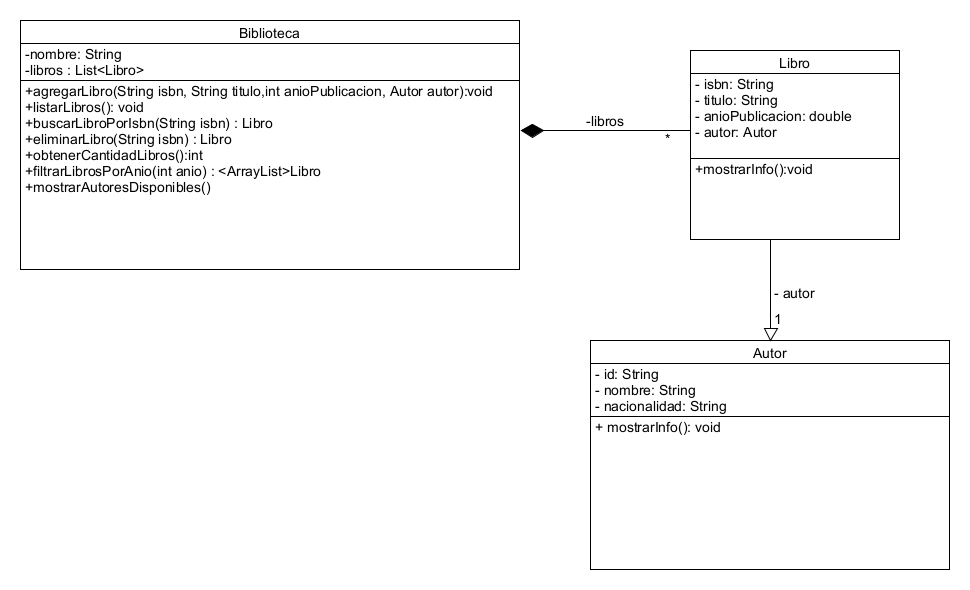 Biblioteca
-nombre: String
-libros : List<Libro>
+agregarLibro(String isbn, String titulo,int anioPublicacion, Autor autor):void
+listarLibros(): void
+buscarLibroPorIsbn(String isbn) : Libro
+eliminarLibro(String isbn) : Libro
+obtenerCantidadLibros():int
+filtrarLibrosPorAnio(int anio) : <ArrayList>Libro
+mostrarAutoresDisponibles()
-libros
*
Libro
- isbn: String
- titulo: String
- anioPublicacion: double
- autor: Autor
+mostrarInfo():void
- autor
1
Autor
- id: String
- nombre: String
- nacionalidad: String
+ mostrarInfo(): void